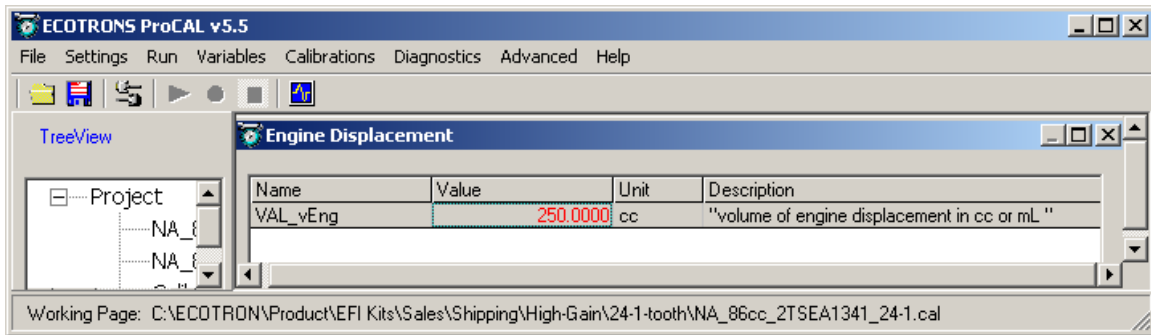 ECOTRONS ProCAL v5.5
File Settings Run Variables Calibrations Diagnostics Advanced Help
TreeView
Engine Displacement
Project
NA_8
NA_8
Name Value Unit Description
VAL_vEng 250.0000 cc "volume of engine displacement in cc or mL "
Working Page: C:\ECOTRON\Product\EFI Kits\Sales\Shipping\High-Gain\24-1-tooth\NA_86cc_2TSEA1341_24-1.cal